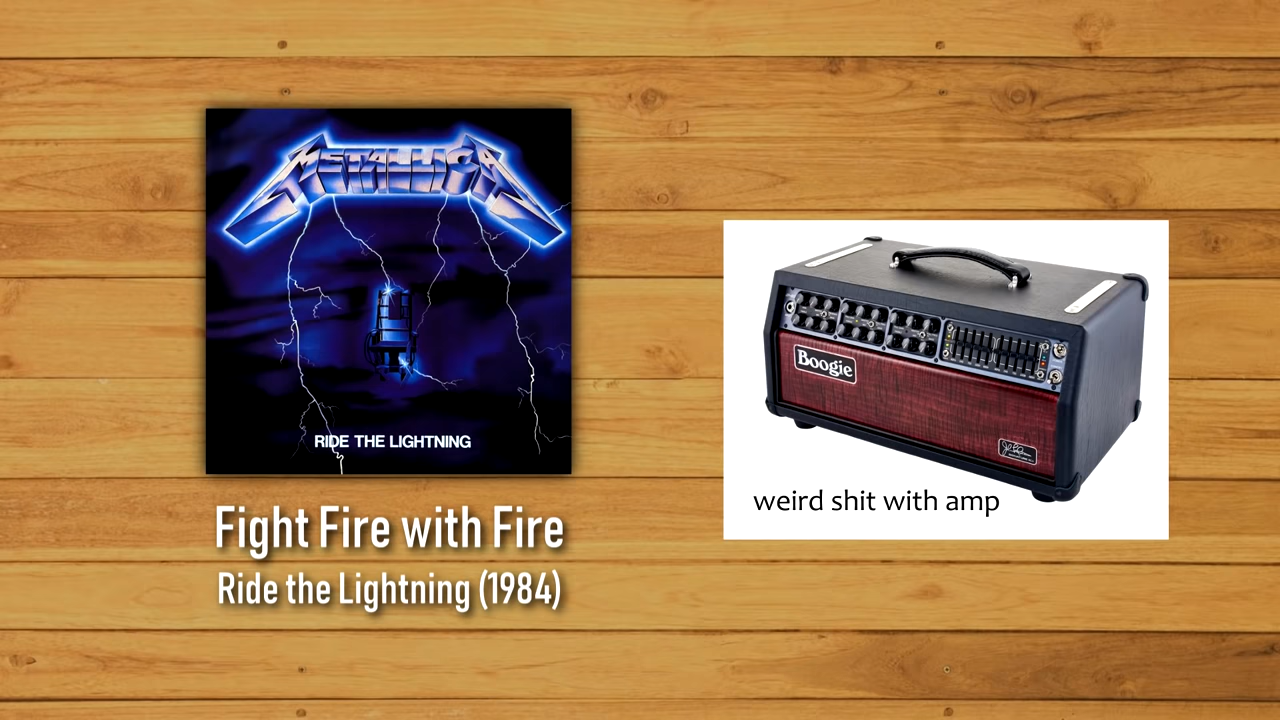 METALLICA
RIDE THE LIGHTNING
Fight Fire with Fire
Ride the Lightning (1984)
Boogie
weird shit with amp